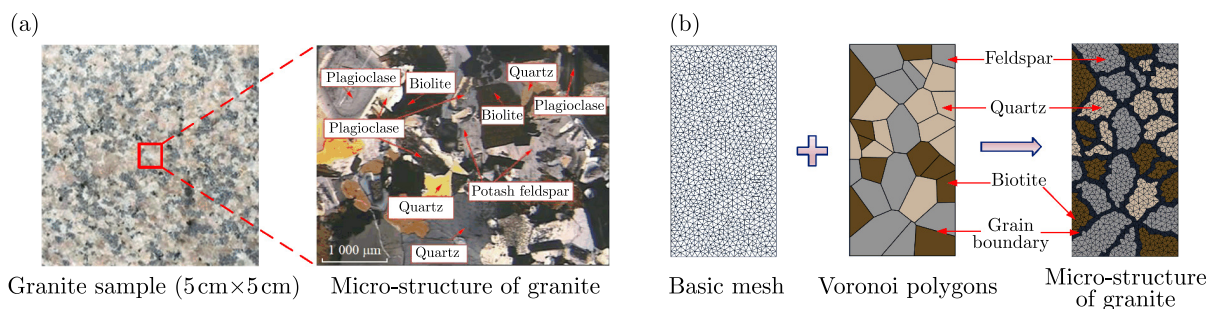 (a)
Plagioclase
Biolite
Quartz
Plagioclase
Plagioclase
Biolite
Potash feldspar
Quartz
Quartz
1 000 μm
Granite sample (5 cm×5 cm)
Micro-structure of granite
(b)
Feldspar
Quartz
Biotite
Grain
boundary
Basic mesh
Voronoi polygons
Micro-structure
of granite